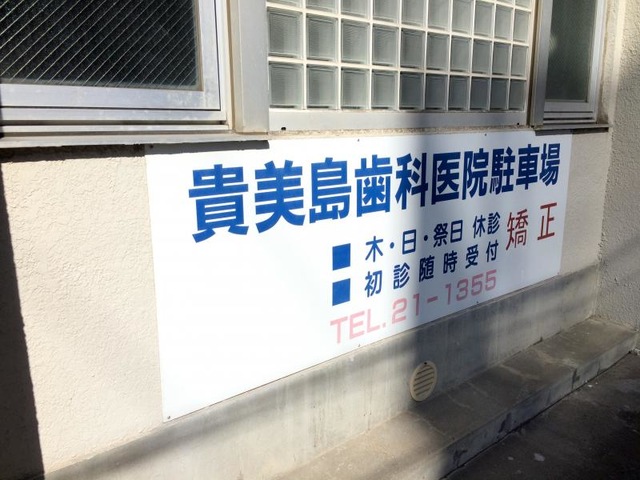 貴美島歯科医院駐車場
■ 木・日・祭日 休診
■ 初診随時受付
矯正
TEL. 21-1355